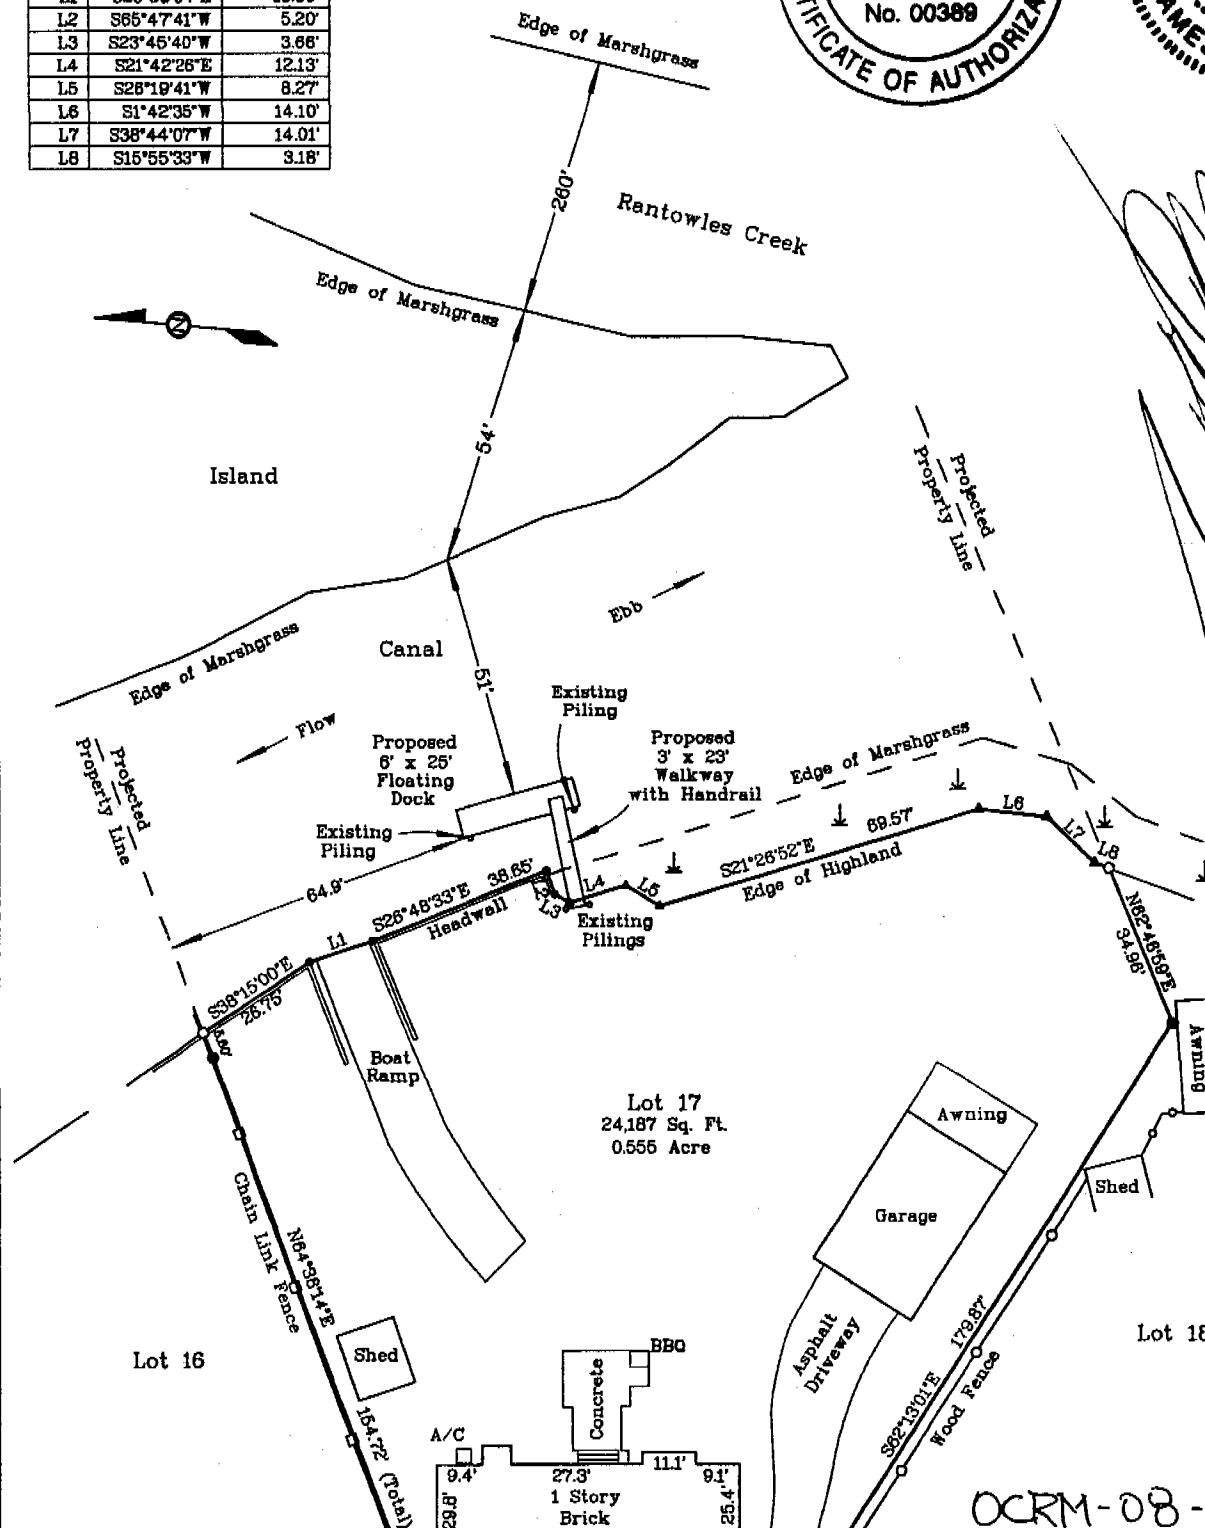 L2 S65°47'41"W 5.20'
L3 S23°45'40"W 3.66'
L4 S21°42'26"E 12.13'
L5 S26°19'41"W 8.27'
L6 S1°42'35"W 14.10'
L7 S38°44'07"W 14.01'
L8 S15°55'33"W 3.18'
No. 00389
TIFICATE OF AUTHORIZA
Edge of Marshgrass
260'
Rantowles Creek
Edge of Marshgrass
N
54'
Island
Projected
Property Line
Ebb
Edge of Marshgrass
Canal
51'
Flow
Existing
Piling
Projected
Property Line
Proposed
6' x 25'
Floating
Dock
Proposed
3' x 23'
Walkway
with Handrail
Edge of Marshgrass
Existing
Piling
64.9'
S26°48'33"E 38.65'
Headwall
L2
L3
L4
L5
S21°26'52"E 69.57'
Edge of Highland
L6
L7
L8
Existing
Pilings
L1
S38°15'00"E
26.75'
N62°46'59"E
34.96'
Awning
Boat
Ramp
Lot 17
24,187 Sq. Ft.
0.555 Acre
Awning
Garage
Shed
Chain Link Fence
N64°38'14"E
154.72' (Total)
Lot 16
Shed
Asphalt
Driveway
S62°13'01"E 179.87'
Wood Fence
Lot 18
BBQ
Concrete
A/C
9.4'
27.3'
11.1'
9.1'
29.8'
1 Story
Brick
25.4'
OCRM-08-